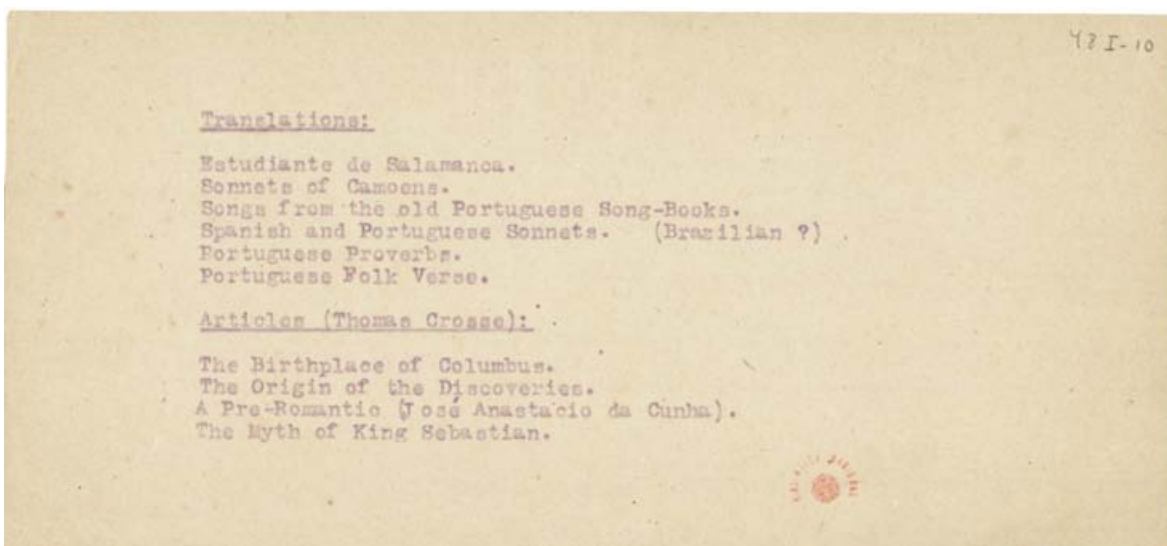 48I-10
Translations:
Estudiante de Salamanca.
Sonnets of Camoens.
Songs from the old Portuguese Song-Books.
Spanish and Portuguese Sonnets. (Brazilian ?)
Portuguese Proverbs.
Portuguese Folk Verse.
Articles (Thomas Crosse):
The Birthplace of Columbus.
The Origin of the Discoveries.
A Pre-Romantic (José Anastacio da Cunha).
The Myth of King Sebastian.